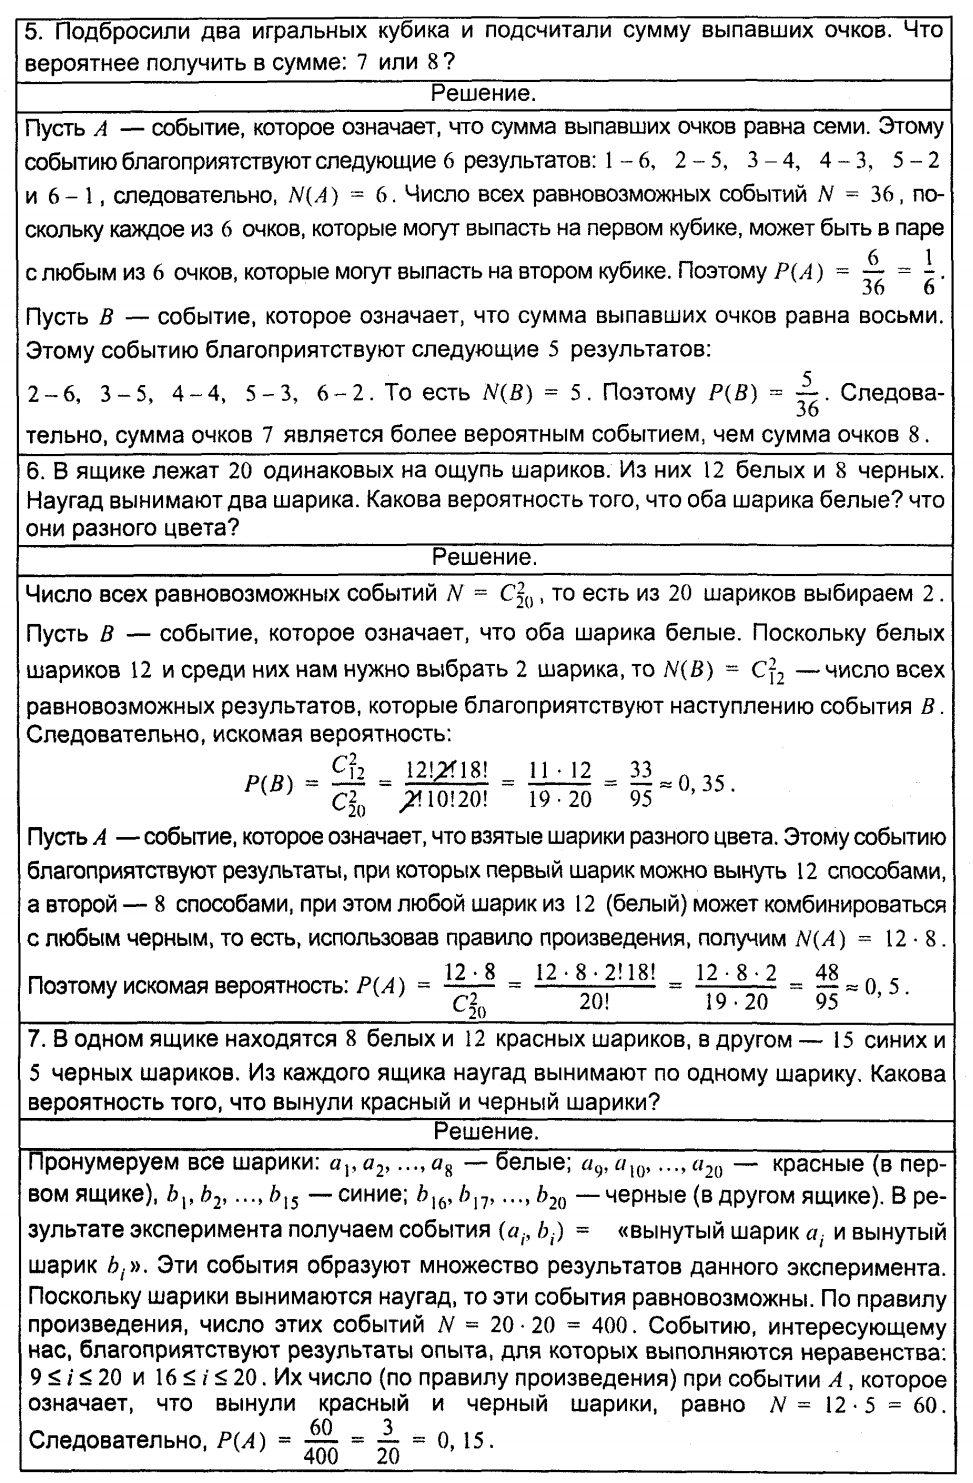 5. Подбросили два игральных кубика и подсчитали сумму выпавших очков. Что
вероятнее получить в сумме: 7 или 8?
Решение.
Пусть A — событие, которое означает, что сумма выпавших очков равна семи. Этому
событию благоприятствуют следующие 6 результатов: 1 – 6, 2 – 5, 3 – 4, 4 – 3, 5 – 2
и 6 – 1, следовательно, N(A) = 6. Число всех равновозможных событий N = 36, по-
скольку каждое из 6 очков, которые могут выпасть на первом кубике, может быть в паре
с любым из 6 очков, которые могут выпасть на втором кубике. Поэтому P(A) = 6/36 = 1/6.
Пусть B — событие, которое означает, что сумма выпавших очков равна восьми.
Этому событию благоприятствуют следующие 5 результатов:
2 – 6, 3 – 5, 4 – 4, 5 – 3, 6 – 2. То есть N(B) = 5. Поэтому P(B) = 5/36. Следова-
тельно, сумма очков 7 является более вероятным событием, чем сумма очков 8.
6. В ящике лежат 20 одинаковых на ощупь шариков. Из них 12 белых и 8 черных.
Наугад вынимают два шарика. Какова вероятность того, что оба шарика белые? что
они разного цвета?
Решение.
Число всех равновозможных событий N = C²₂₀, то есть из 20 шариков выбираем 2.
Пусть B — событие, которое означает, что оба шарика белые. Поскольку белых
шариков 12 и среди них нам нужно выбрать 2 шарика, то N(B) = C²₁₂ — число всех
равновозможных результатов, которые благоприятствуют наступлению события B.
Следовательно, искомая вероятность:
P(B) = C²₁₂/C²₂₀ = 12!2!18!/2!10!20! = 11 · 12/19 · 20 = 33/95 ≈ 0, 35.
Пусть A — событие, которое означает, что взятые шарики разного цвета. Этому событию
благоприятствуют результаты, при которых первый шарик можно вынуть 12 способами,
а второй — 8 способами, при этом любой шарик из 12 (белый) может комбинироваться
с любым черным, то есть, использовав правило произведения, получим N(A) = 12 · 8.
Поэтому искомая вероятность: P(A) = 12 · 8/C²₂₀ = 12 · 8 · 2!18!/20! = 12 · 8 · 2/19 · 20 = 48/95 ≈ 0, 5.
7. В одном ящике находятся 8 белых и 12 красных шариков, в другом — 15 синих и
5 черных шариков. Из каждого ящика наугад вынимают по одному шарику. Какова
вероятность того, что вынули красный и черный шарики?
Решение.
Пронумеруем все шарики: a₁, a₂, ..., a₈ — белые; a₉, a₁₀, ..., a₂₀ — красные (в пер-
вом ящике), b₁, b₂, ..., b₁₅ — синие; b₁₆, b₁₇, ..., b₂₀ — черные (в другом ящике). В ре-
зультате эксперимента получаем события (aᵢ, bᵢ) = «вынутый шарик aᵢ и вынутый
шарик bᵢ». Эти события образуют множество результатов данного эксперимента.
Поскольку шарики вынимаются наугад, то эти события равновозможны. По правилу
произведения, число этих событий N = 20 · 20 = 400. Событию, интересующему
нас, благоприятствуют результаты опыта, для которых выполняются неравенства:
9 ≤ i ≤ 20 и 16 ≤ i ≤ 20. Их число (по правилу произведения) при событии A, которое
означает, что вынули красный и черный шарики, равно N = 12 · 5 = 60.
Следовательно, P(A) = 60/400 = 3/20 = 0, 15.